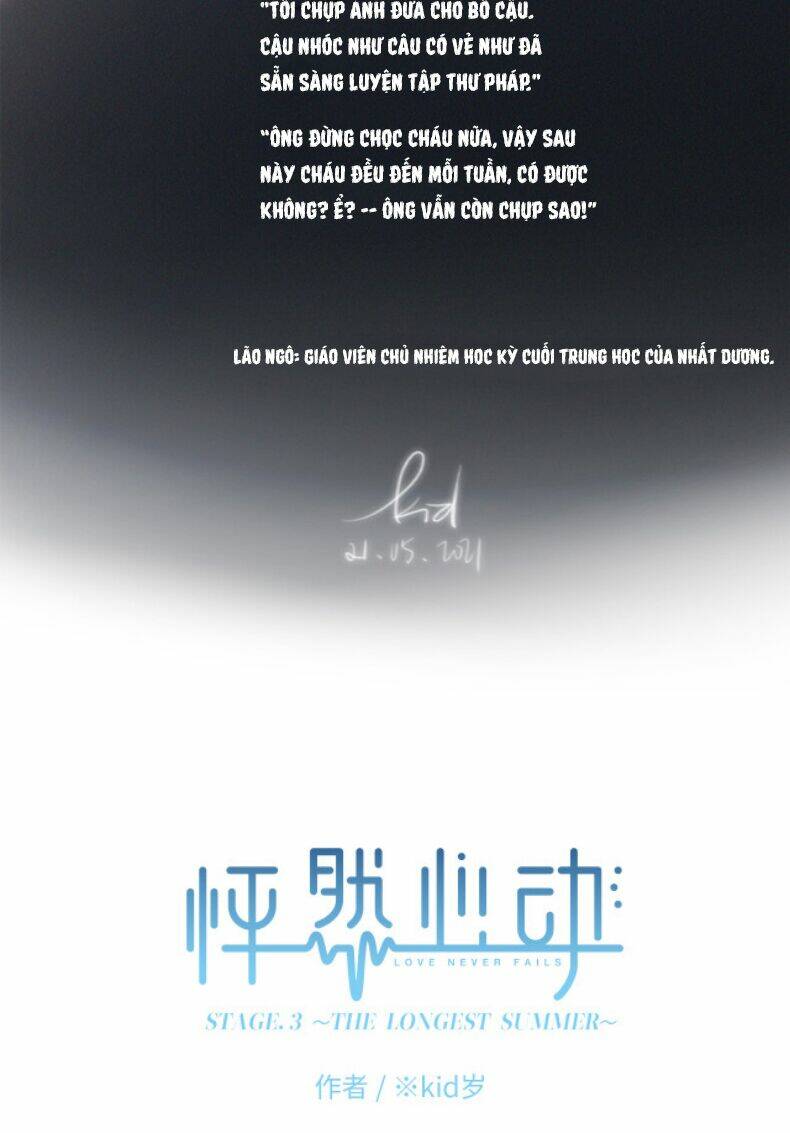 "TÔI CHỤP ẢNH ĐƯA CHO BỐ CẬU.
CẬU NHÓC NHƯ CÂU CÓ VẺ NHƯ ĐÃ
SẴN SÀNG LUYỆN TẬP THƯ PHÁP."
"ÔNG ĐỪNG CHỌC CHÁU NỮA, VẬY SAU
NÀY CHÁU ĐỀU ĐẾN MỖI TUẦN, CÓ ĐƯỢC
KHÔNG? Ể? -- ÔNG VẪN CÒN CHỤP SAO!"
LÃO NGÔ: GIÁO VIÊN CHỦ NHIỆM HỌC KỲ CUỐI TRUNG HỌC CỦA NHẤT DƯƠNG.
kid
21.05.2021
怦然心动:
LOVE NEVER FAILS
STAGE.3 ~THE LONGEST SUMMER~
作者 / ※kid岁